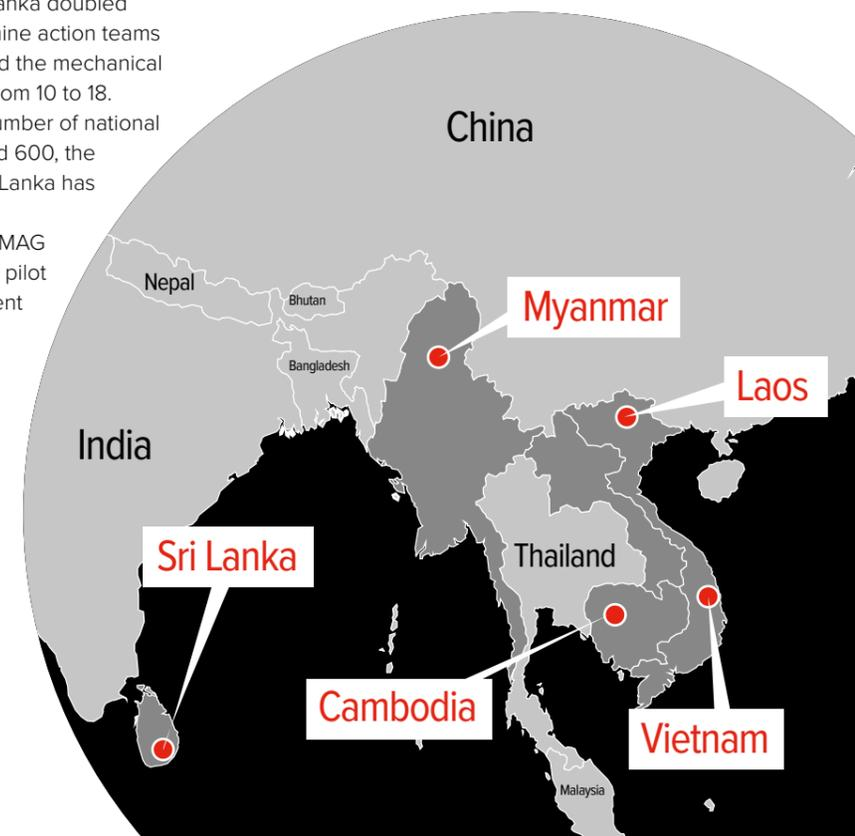 anka doubled
ine action teams
d the mechanical
om 10 to 18.
umber of national
d 600, the
Lanka has
MAG
pilot
ent
China
Nepal
Bhutan
Myanmar
Bangladesh
Laos
India
Sri Lanka
Thailand
Cambodia
Vietnam
Malaysia